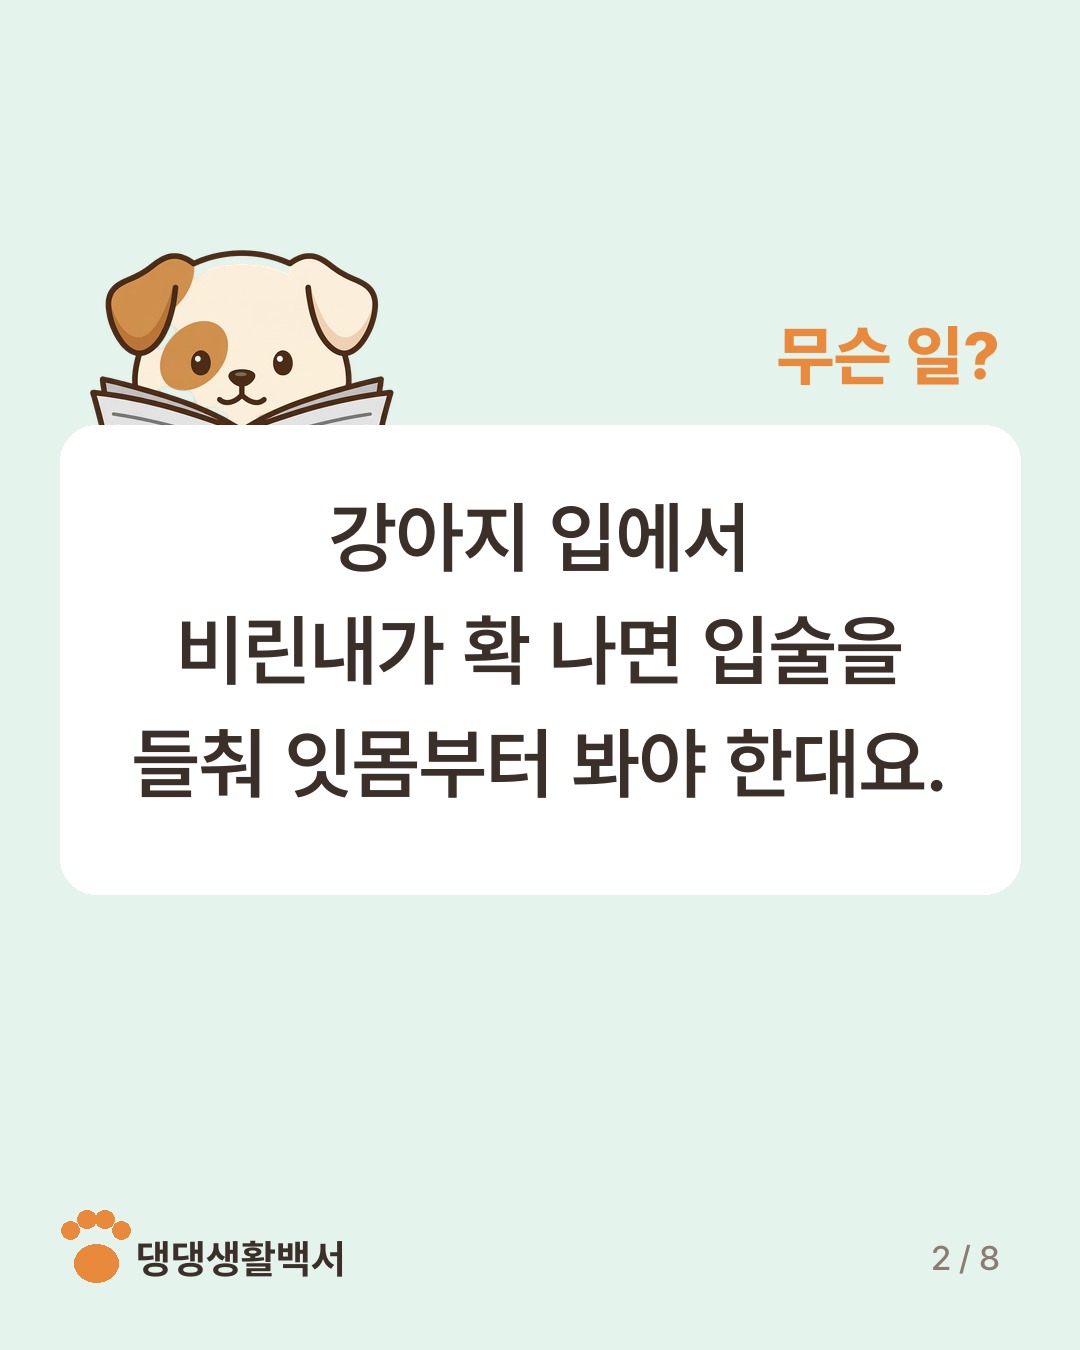 무슨 일?
강아지 입에서
비린내가 확 나면 입술을
들춰 잇몸부터 봐야 한대요.
댕댕생활백서
2 / 8